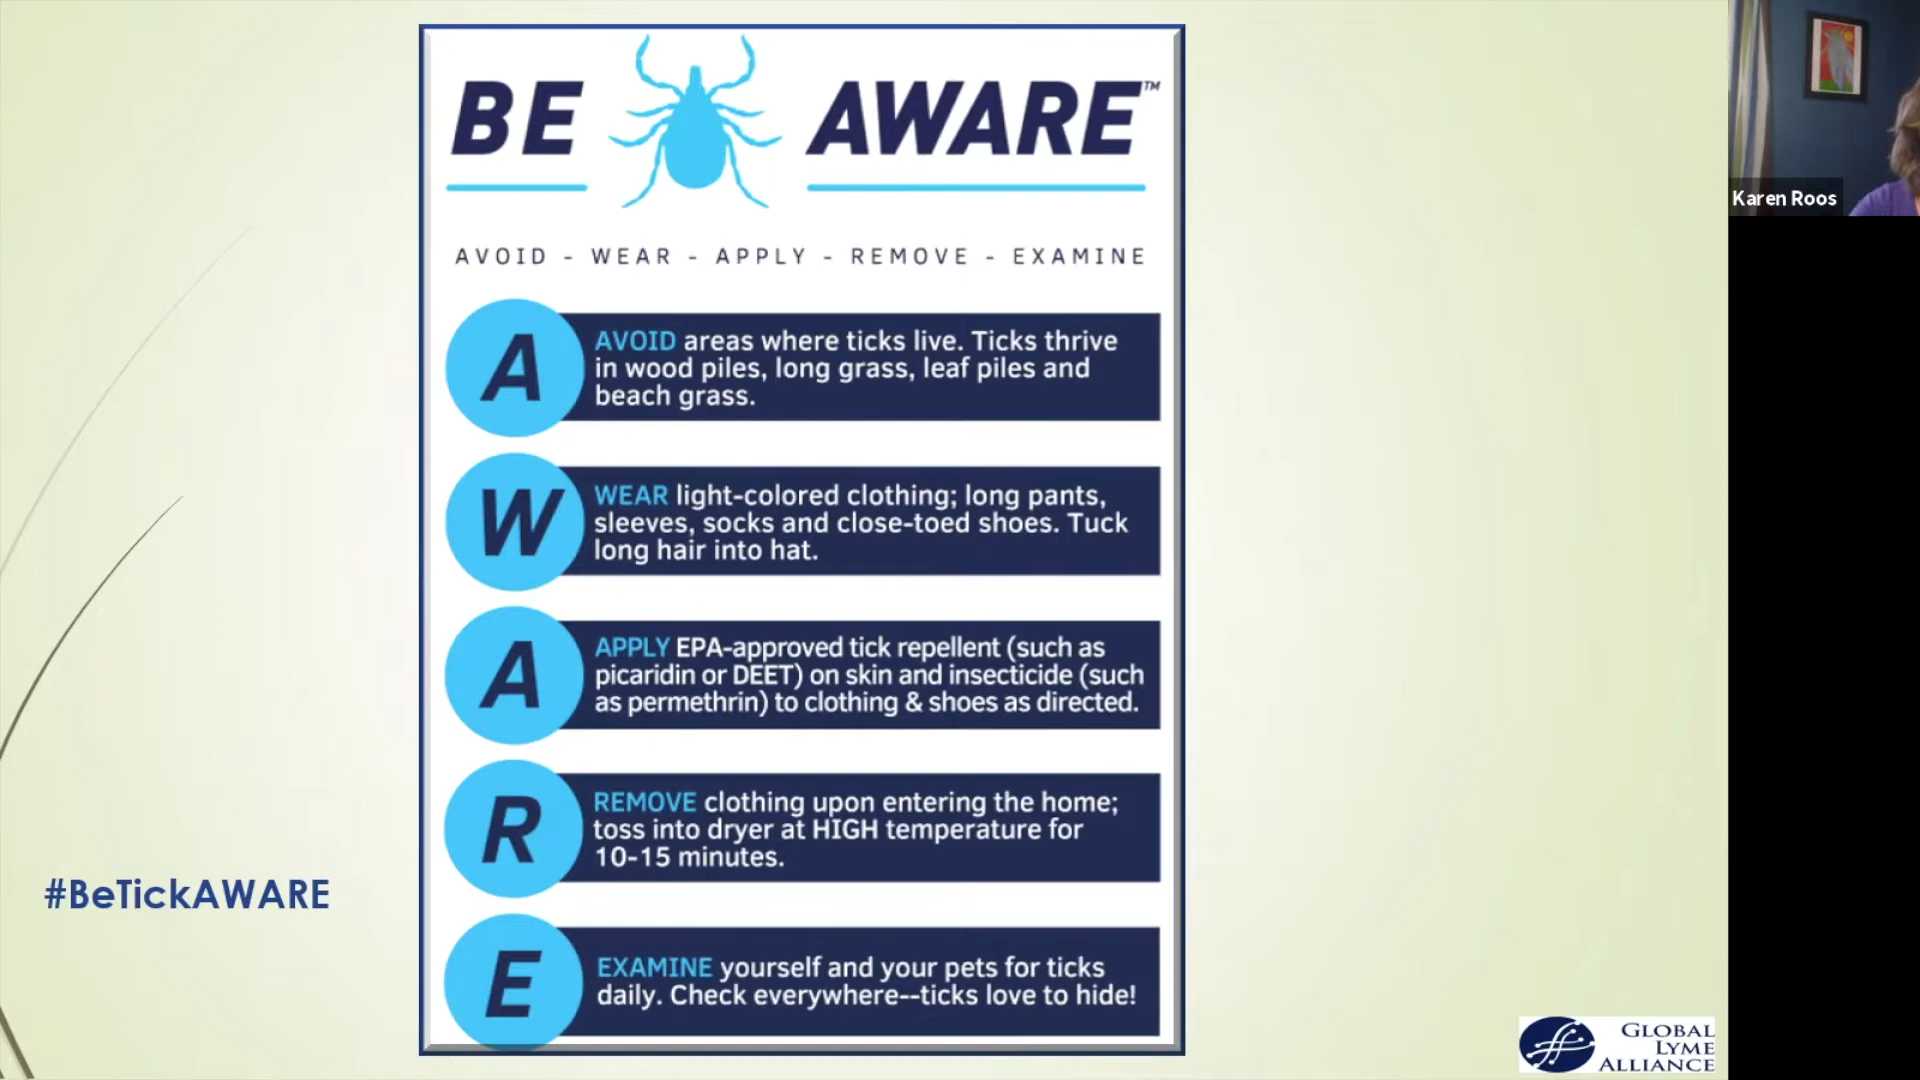 BE AWARE™
AVOID - WEAR - APPLY - REMOVE - EXAMINE
A
AVOID areas where ticks live. Ticks thrive
in wood piles, long grass, leaf piles and
beach grass.
W
WEAR light-colored clothing; long pants,
sleeves, socks and close-toed shoes. Tuck
long hair into hat.
A
APPLY EPA-approved tick repellent (such as
picaridin or DEET) on skin and insecticide (such
as permethrin) to clothing & shoes as directed.
R
REMOVE clothing upon entering the home;
toss into dryer at HIGH temperature for
10-15 minutes.
E
EXAMINE yourself and your pets for ticks
daily. Check everywhere--ticks love to hide!
#BeTickAWARE
GLOBAL
LYME
ALLIANCE
Karen Roos